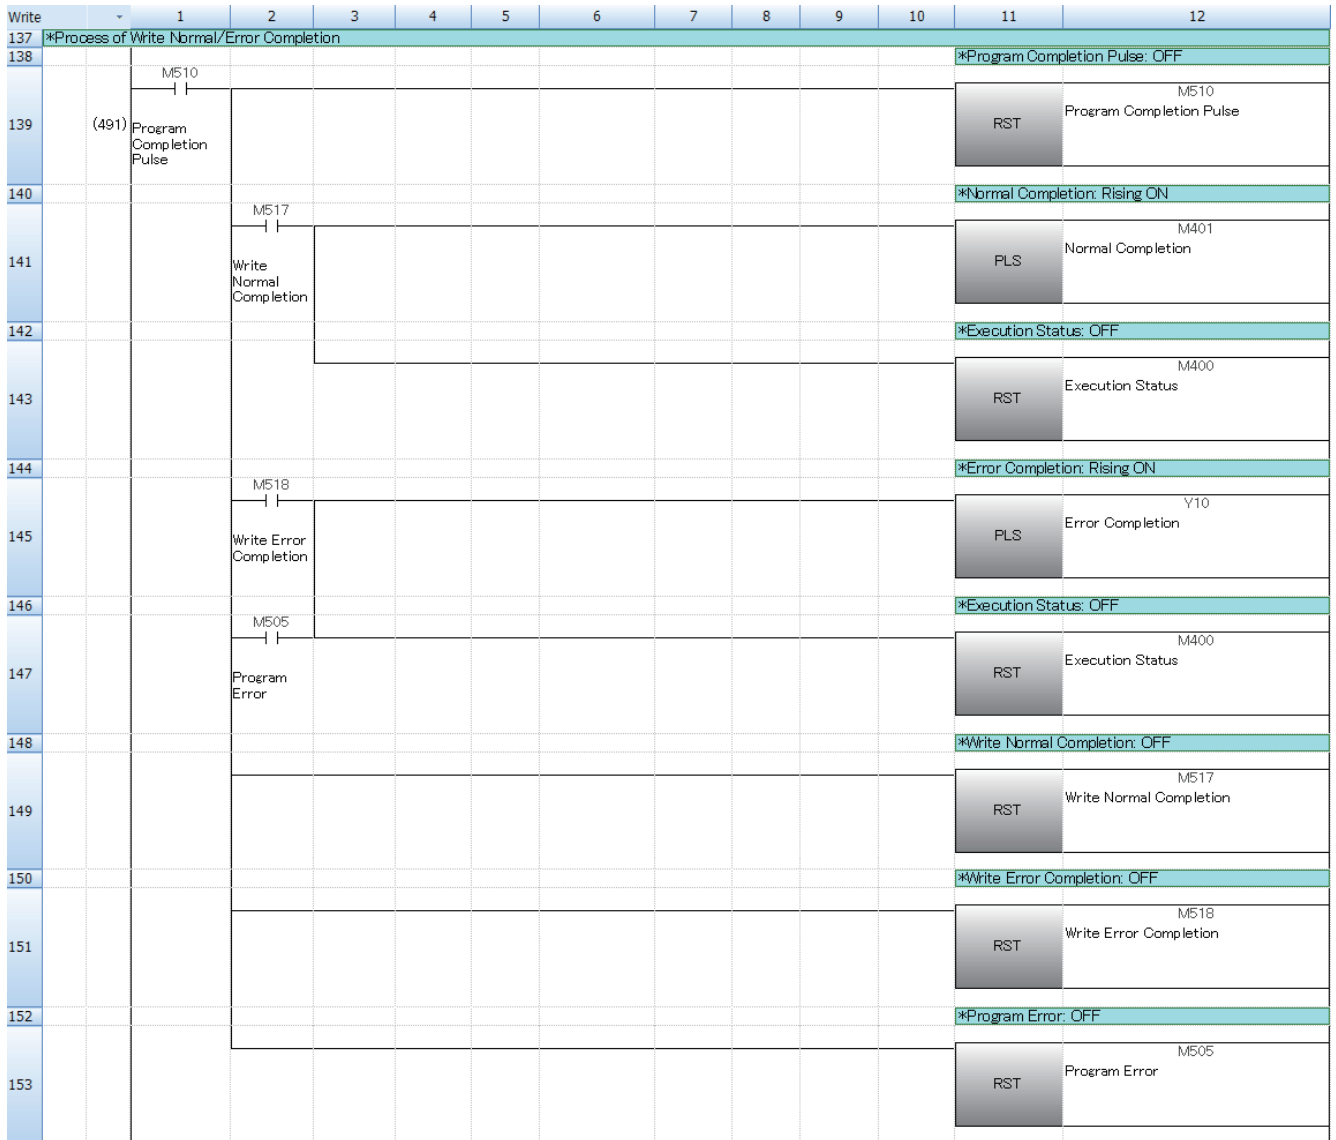 Write 1 2 3 4 5 6 7 8 9 10 11 12
137 *Process of Write Normal/Error Completion
138 *Program Completion Pulse: OFF
M510
M510
Program Completion Pulse
139 (491) Program
Completion
Pulse
RST
140 *Normal Completion: Rising ON
M517
M401
Normal Completion
141 Write
Normal
Completion
PLS
142 *Execution Status: OFF
M400
Execution Status
143 RST
144 *Error Completion: Rising ON
M518
Y10
Error Completion
145 Write Error
Completion
PLS
146 *Execution Status: OFF
M505
M400
Execution Status
147 Program
Error
RST
148 *Write Normal Completion: OFF
M517
Write Normal Completion
149 RST
150 *Write Error Completion: OFF
M518
Write Error Completion
151 RST
152 *Program Error: OFF
M505
Program Error
153 RST